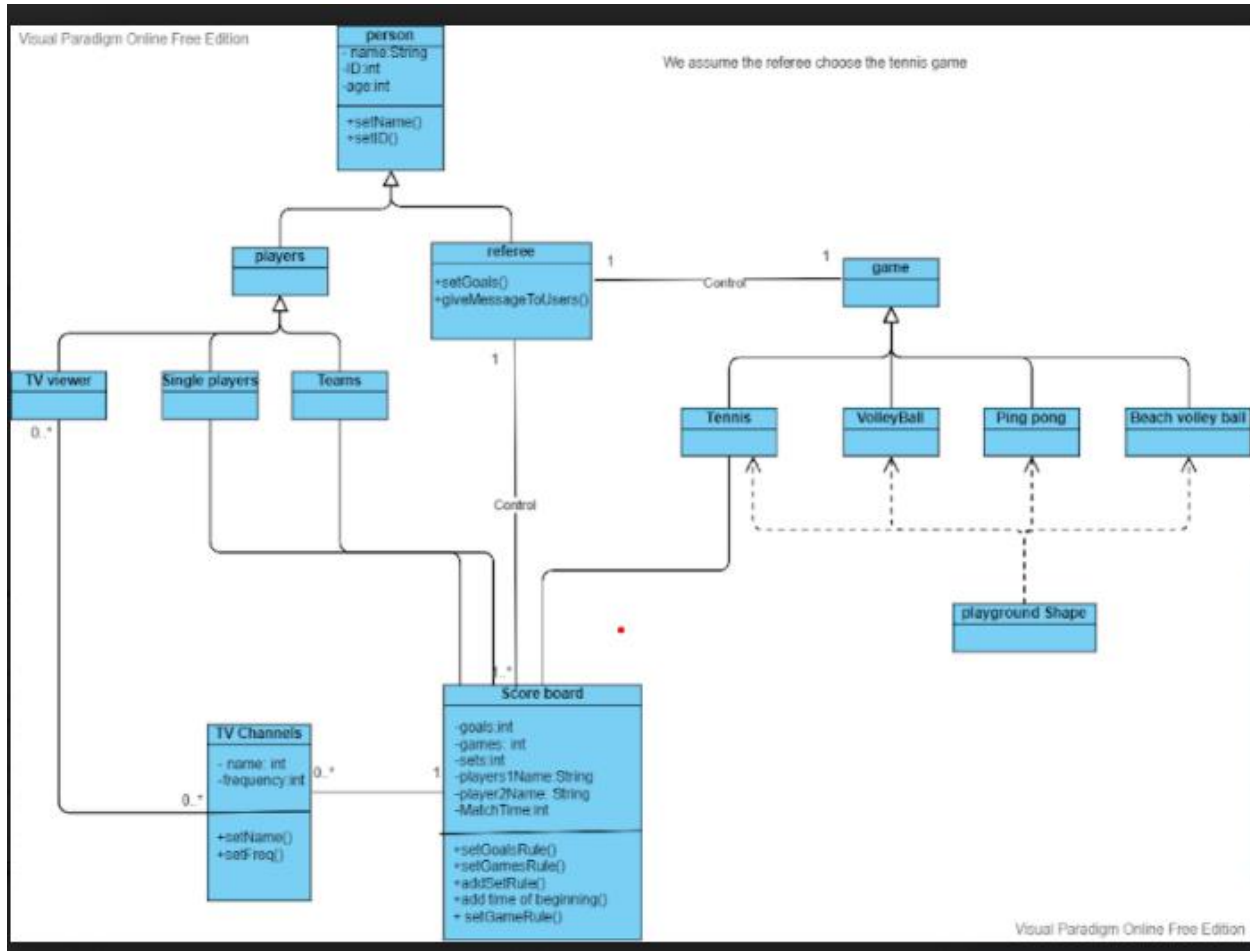 Visual Paradigm Online Free Edition
We assume the referee choose the tennis game
person
- name:String
-ID:int
-age:int
+setName()
+setID()
players
referee
+setGoals()
+giveMessageToUsers()
1
1
Control
game
TV viewer
Single players
Teams
1
0..*
Tennis
VolleyBall
Ping pong
Beach volley ball
Control
playground Shape
1..*
Score board
-goals:int
-games: int
-sets:int
-players1Name:String
-player2Name: String
-MatchTime:int
+setGoalsRule()
+setGamesRule()
+addSetRule()
+add time of beginning()
+ setGameRule()
TV Channels
- name: int
-frequency:int
+setName()
+setFreq()
0..*
1
0..*
Visual Paradigm Online Free Edition